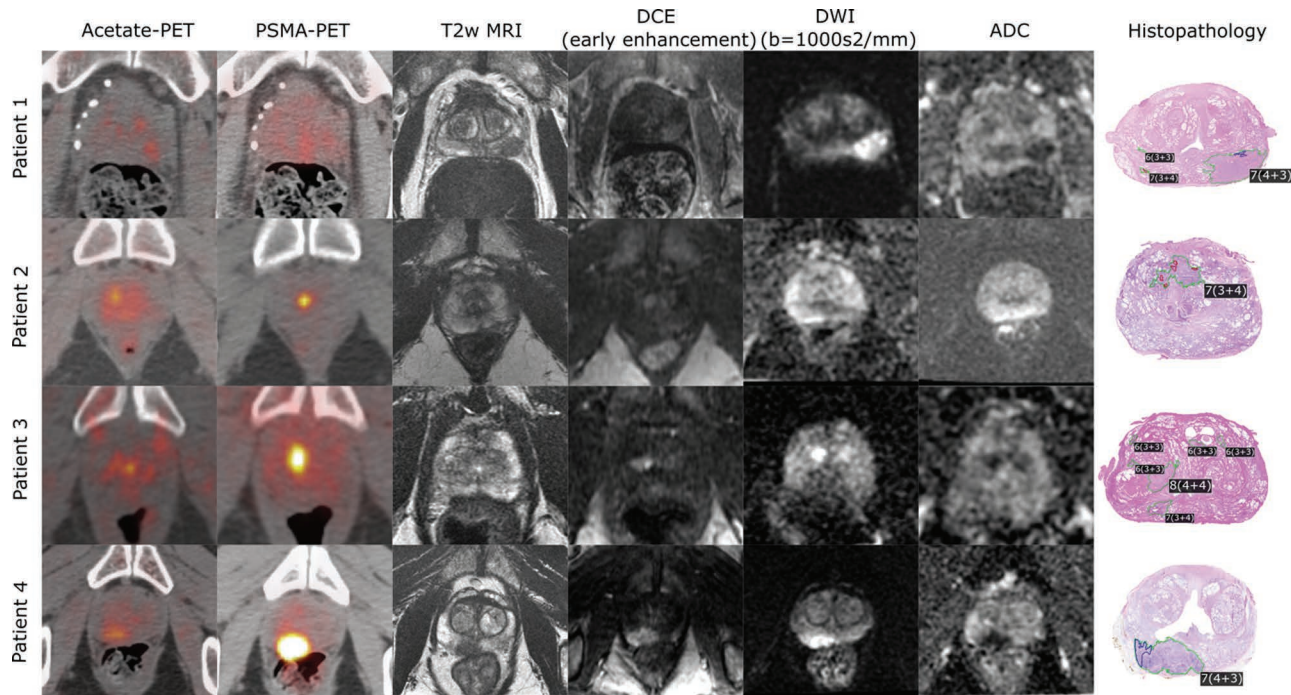 Acetate-PET
PSMA-PET
T2w MRI
DCE
(early enhancement)
DWI
(b=1000s2/mm)
ADC
Histopathology
Patient 1
6(3+3)
7(3+4)
7(4+3)
Patient 2
7(3+4)
Patient 3
6(3+3)
6(3+3)
6(3+3)
6(3+3)
8(4+4)
7(3+4)
Patient 4
7(4+3)